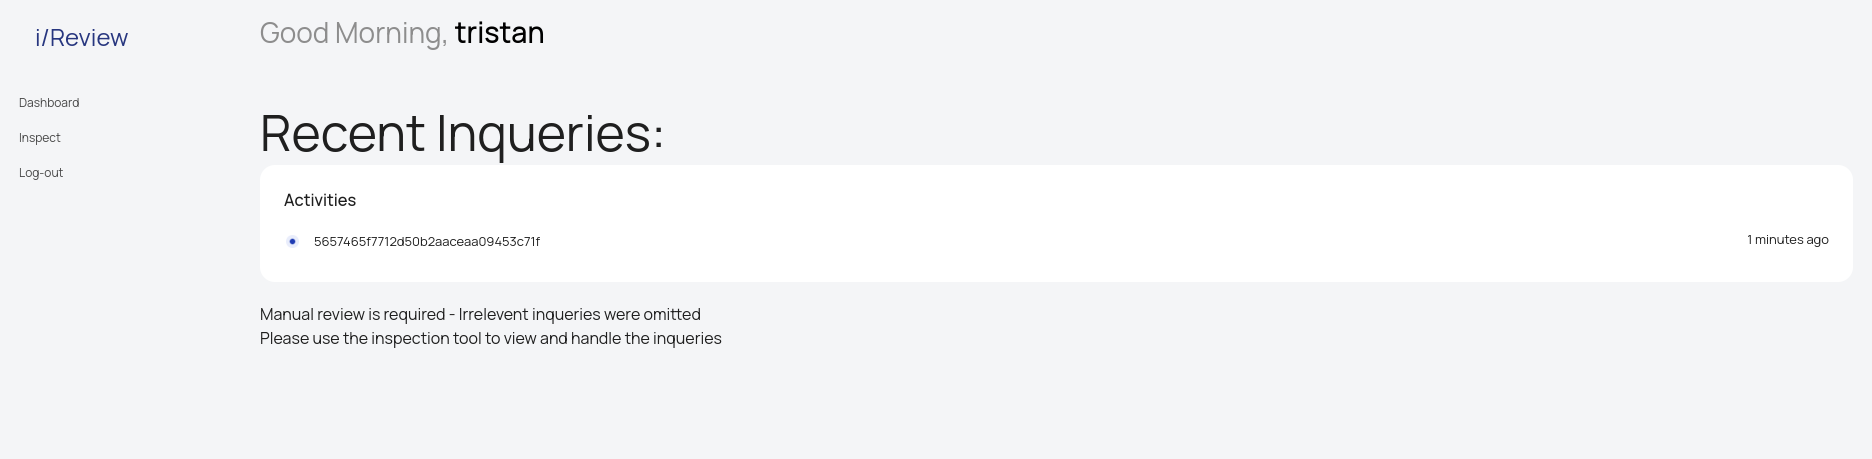 i/Review
Good Morning, tristan
Dashboard
Inspect
Log-out
Recent Inqueries:
Activities
5657465f7712d50b2aaceaa09453c71f
1 minutes ago
Manual review is required - Irrelevent inqueries were omitted
Please use the inspection tool to view and handle the inqueries